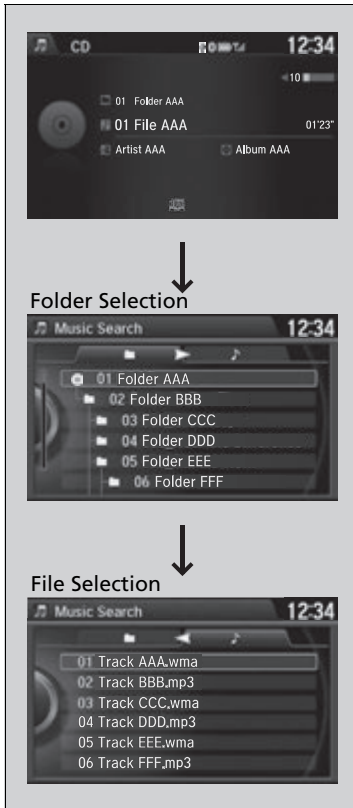 CD 12:34
10
01 Folder AAA
01 File AAA 01'23"
Artist AAA Album AAA
Folder Selection
Music Search 12:34
01 Folder AAA
02 Folder BBB
03 Folder CCC
04 Folder DDD
05 Folder EEE
06 Folder FFF
File Selection
Music Search 12:34
01 Track AAA.wma
02 Track BBB.mp3
03 Track CCC.wma
04 Track DDD.mp3
05 Track EEE.wma
06 Track FFF.mp3